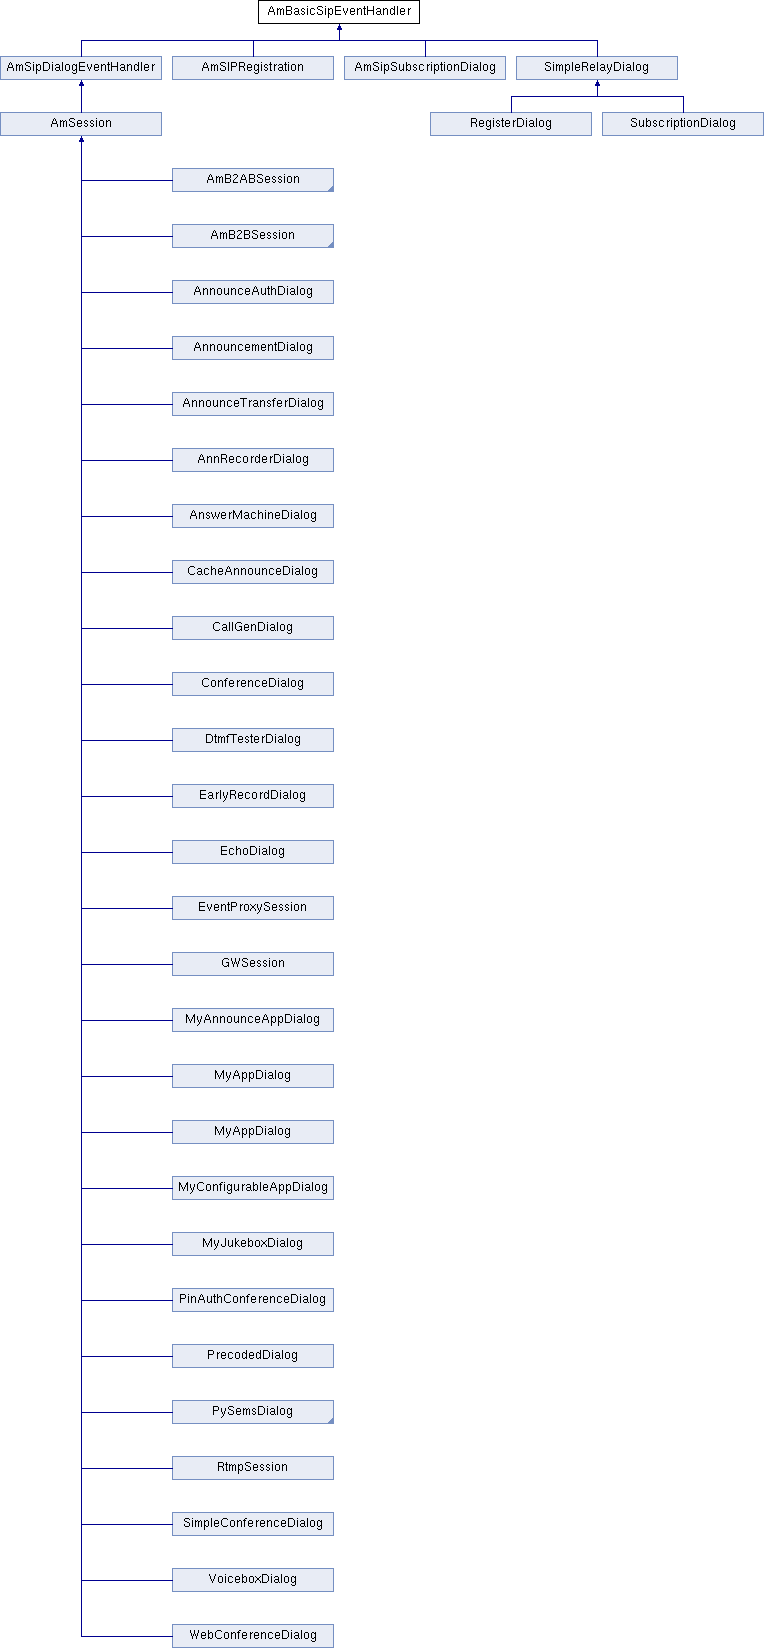 AmBasicSipEventHandler
AmSipDialogEventHandler
AmSIPRegistration
AmSipSubscriptionDialog
SimpleRelayDialog
AmSession
RegisterDialog
SubscriptionDialog
AmB2ABSession
AmB2BSession
AnnounceAuthDialog
AnnouncementDialog
AnnounceTransferDialog
AnnRecorderDialog
AnswerMachineDialog
CacheAnnounceDialog
CallGenDialog
ConferenceDialog
DtmfTesterDialog
EarlyRecordDialog
EchoDialog
EventProxySession
GWSession
MyAnnounceAppDialog
MyAppDialog
MyAppDialog
MyConfigurableAppDialog
MyJukeboxDialog
PinAuthConferenceDialog
PrecodedDialog
PySemsDialog
RtmpSession
SimpleConferenceDialog
VoiceboxDialog
WebConferenceDialog